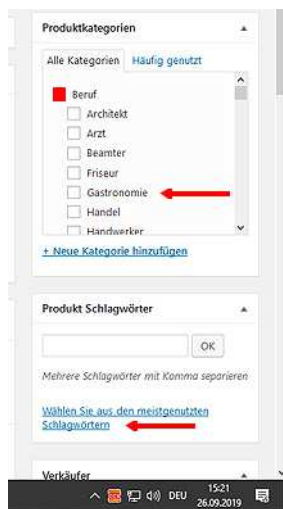 Produktkategorien
Alle Kategorien Häufig genutzt
Beruf
Architekt
Arzt
Beamter
Friseur
Gastronomie
Handel
Handwerker
+ Neue Kategorie hinzufügen
Produkt Schlagwörter
OK
Mehrere Schlagwörter mit Komma separieren
Wählen Sie aus den meistgenutzten
Schlagwörtern
Verkäufer
DEU 15:21
26.09.2019